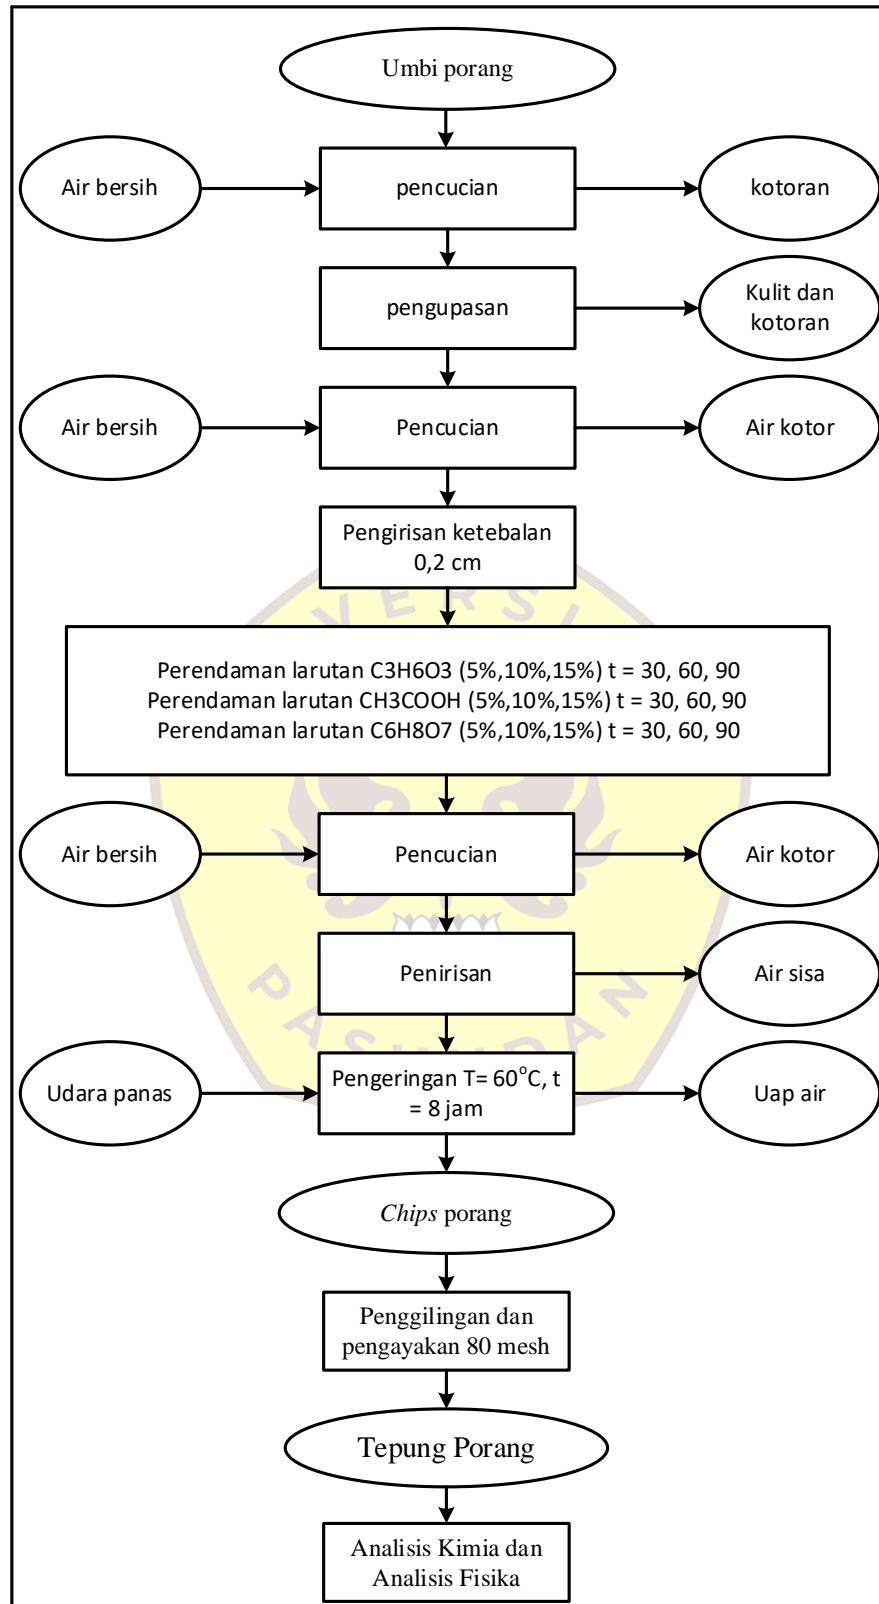 Umbi porang
Air bersih
pencucian
kotoran
pengupasan
Kulit dan
kotoran
Air bersih
Pencucian
Air kotor
Pengirisan ketebalan
0,2 cm
Perendaman larutan C3H6O3 (5%,10%,15%) t = 30, 60, 90
Perendaman larutan CH3COOH (5%,10%,15%) t = 30, 60, 90
Perendaman larutan C6H8O7 (5%,10%,15%) t = 30, 60, 90
Air bersih
Pencucian
Air kotor
Penirisan
Air sisa
Udara panas
Pengeringan T= 60°C, t
= 8 jam
Uap air
Chips porang
Penggilingan dan
pengayakan 80 mesh
Tepung Porang
Analisis Kimia dan
Analisis Fisika
VERSI
PASUNDAN